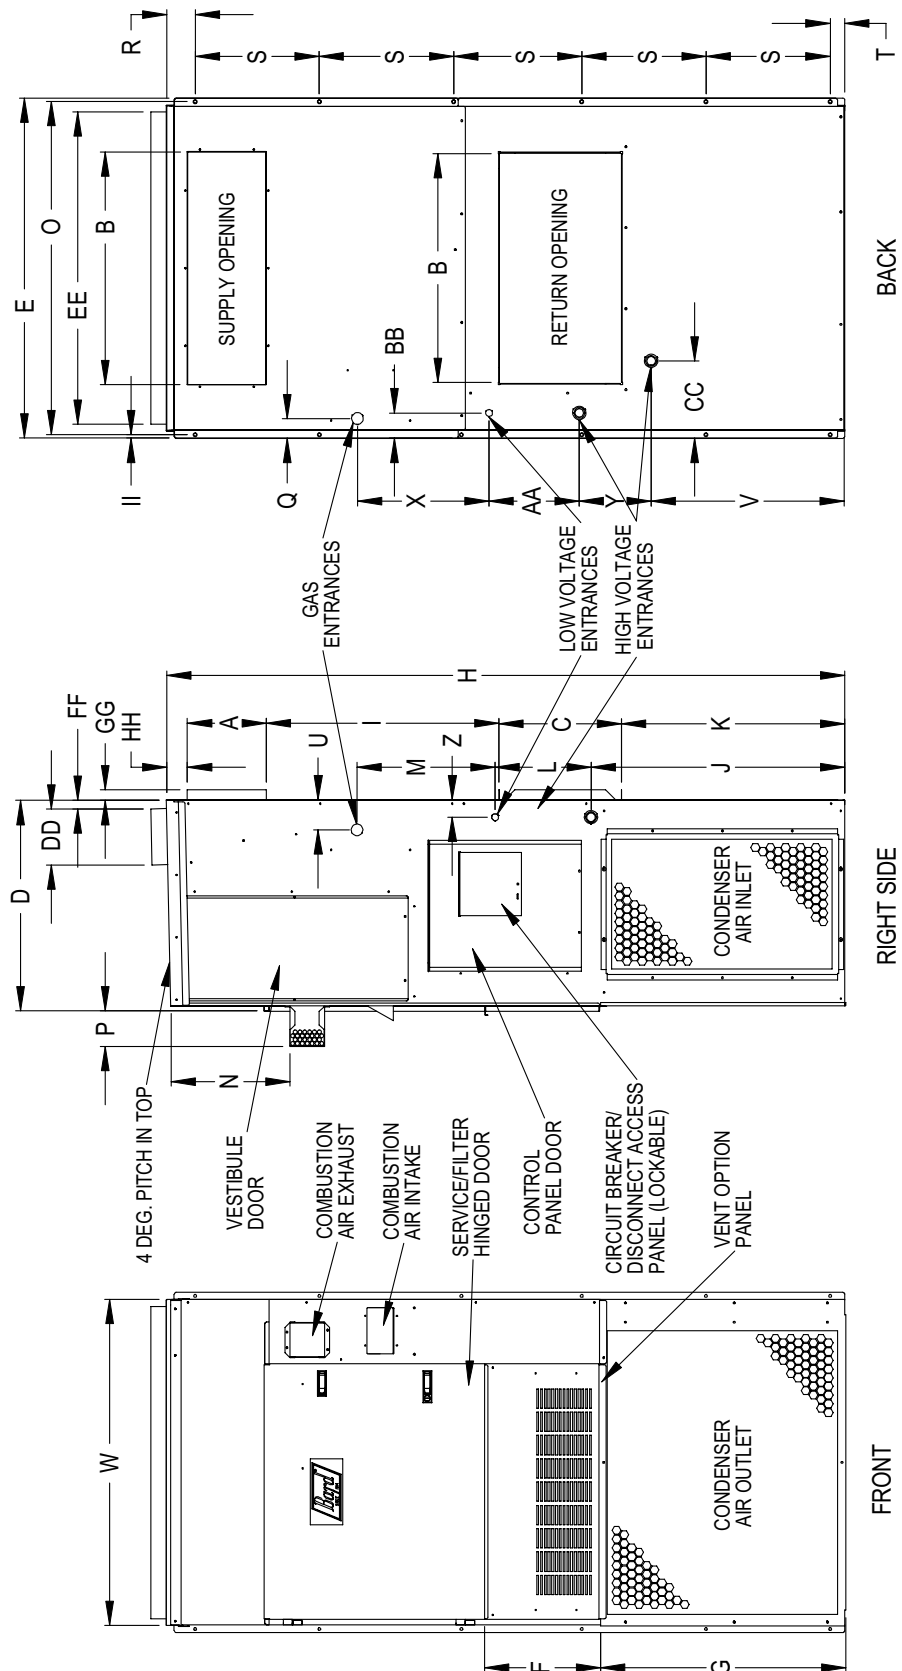 W
4 DEG. PITCH IN TOP
VESTIBULE
DOOR
COMBUSTION
AIR EXHAUST
COMBUSTION
AIR INTAKE
SERVICE/FILTER
HINGED DOOR
CONTROL
PANEL DOOR
CIRCUIT BREAKER/
DISCONNECT ACCESS
PANEL (LOCKABLE)
VENT OPTION
PANEL
Bard
CONDENSER
AIR OUTLET
F
G
FRONT
D
P
DD
FF
GG
HH
N
A
I
U
M
Z
C
L
H
K
J
CONDENSER
AIR INLET
RIGHT SIDE
GAS
ENTRANCES
LOW VOLTAGE
ENTRANCES
HIGH VOLTAGE
ENTRANCES
E
O
EE
B
II
Q
BB
R
S
S
S
S
S
T
SUPPLY OPENING
B
RETURN OPENING
CC
X
AA
Y
V
BACK